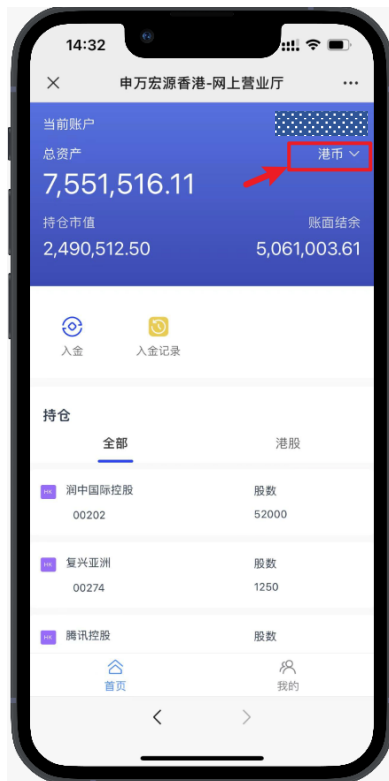 14:32
申万宏源香港-网上营业厅
当前账户
总资产
港币
7,551,516.11
持仓市值
账面结余
2,490,512.50
5,061,003.61
入金
入金记录
持仓
全部
港股
HK
润中国际控股
股数
00202
52000
HK
复兴亚洲
股数
00274
1250
HK
腾讯控股
股数
首页
我的